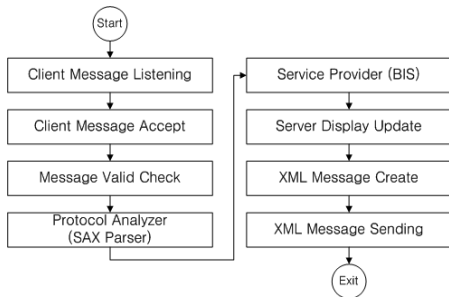 Start
Client Message Listening
Client Message Accept
Message Valid Check
Protocol Analyzer
(SAX Parser)
Service Provider (BIS)
Server Display Update
XML Message Create
XML Message Sending
Exit